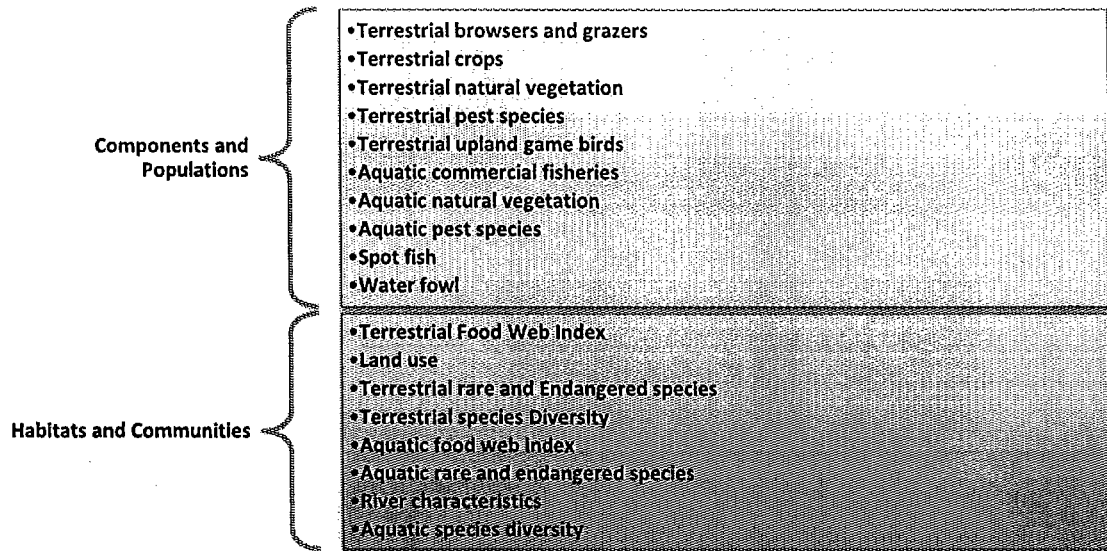 Components and
Populations
•Terrestrial browsers and grazers
•Terrestrial crops
•Terrestrial natural vegetation
•Terrestrial pest species
•Terrestrial upland game birds
•Aquatic commercial fisheries
•Aquatic natural vegetation
•Aquatic pest species
•Spot fish
•Water fowl
Habitats and Communities
•Terrestrial Food Web Index
•Land use
•Terrestrial rare and Endangered species
•Terrestrial species Diversity
•Aquatic food web index
•Aquatic rare and endangered species
•River characteristics
•Aquatic species diversity